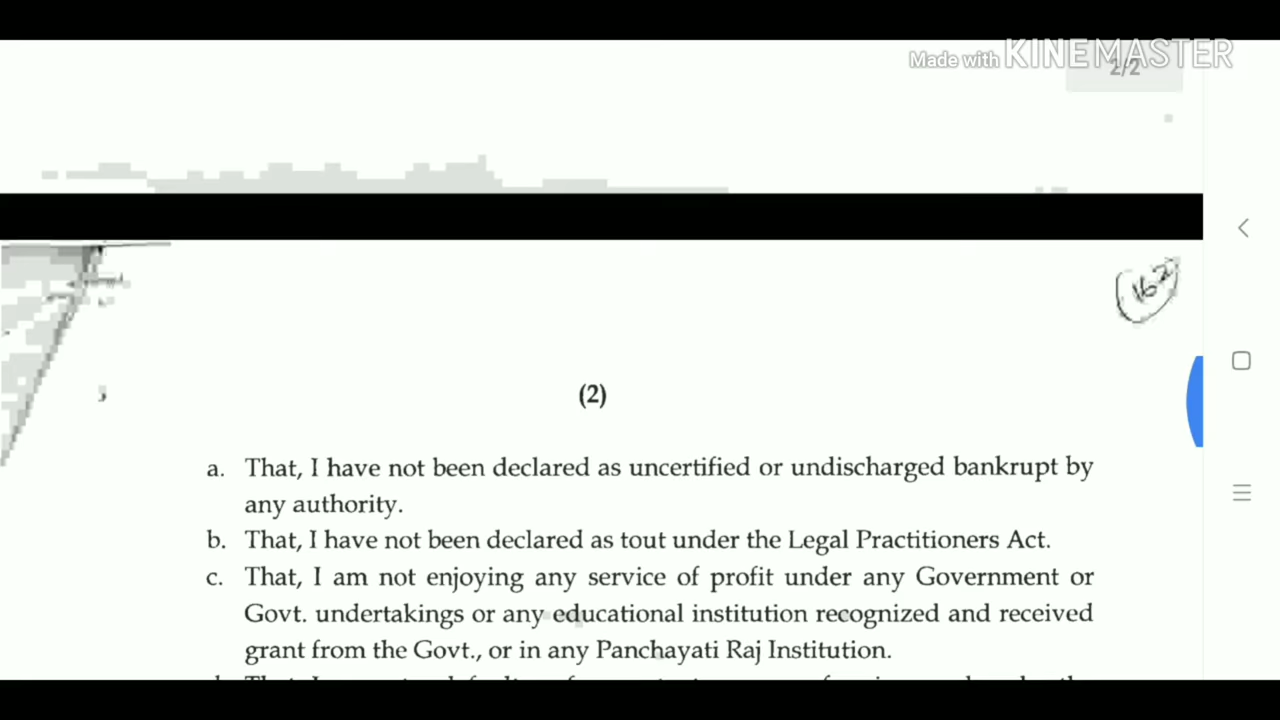 Made with KINEMASTER
2/2
162
(2)
a. That, I have not been declared as uncertified or undischarged bankrupt by
any authority.
b. That, I have not been declared as tout under the Legal Practitioners Act.
c. That, I am not enjoying any service of profit under any Government or
Govt. undertakings or any educational institution recognized and received
grant from the Govt., or in any Panchayati Raj Institution.